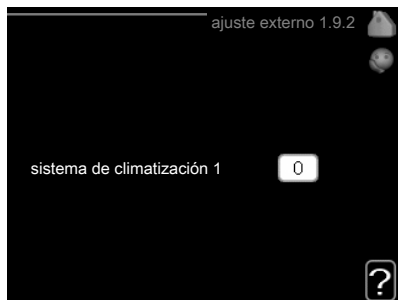 ajuste externo 1.9.2
sistema de climatización 1
0
?